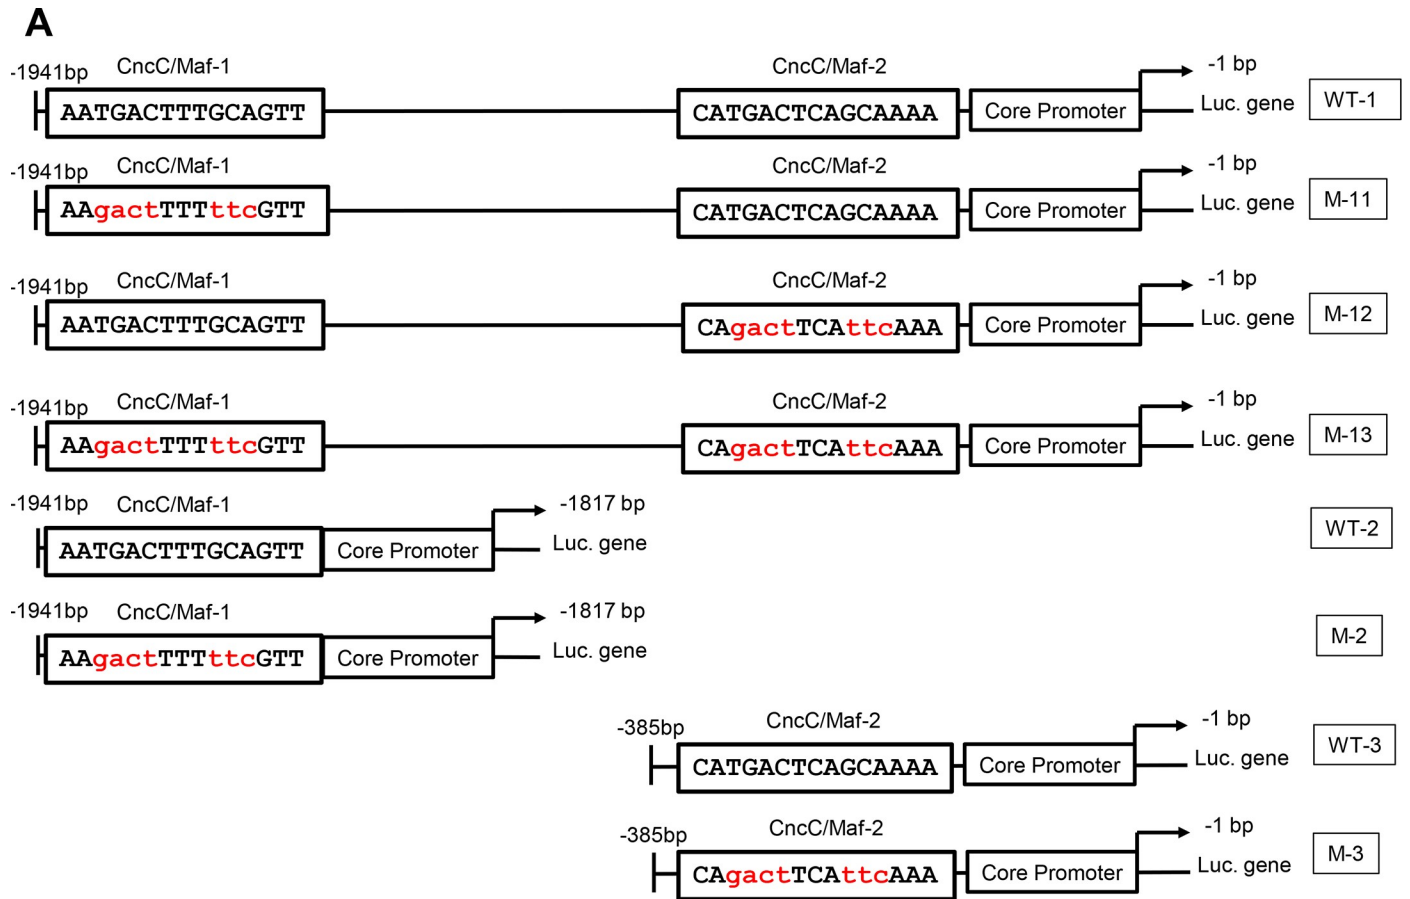 A
-1941bp CncC/Maf-1 CncC/Maf-2 -1 bp
AATGACTTTGCAGTT CATGACTCAGCAAAA Core Promoter Luc. gene WT-1
-1941bp CncC/Maf-1 CncC/Maf-2 -1 bp
AAgactTTTttcGTT CATGACTCAGCAAAA Core Promoter Luc. gene M-11
-1941bp CncC/Maf-1 CncC/Maf-2 -1 bp
AATGACTTTGCAGTT CAgactTCAttcAAA Core Promoter Luc. gene M-12
-1941bp CncC/Maf-1 CncC/Maf-2 -1 bp
AAgactTTTttcGTT CAgactTCAttcAAA Core Promoter Luc. gene M-13
-1941bp CncC/Maf-1 -1817 bp
AATGACTTTGCAGTT Core Promoter Luc. gene WT-2
-1941bp CncC/Maf-1 -1817 bp
AAgactTTTttcGTT Core Promoter Luc. gene M-2
-385bp CncC/Maf-2 -1 bp
CATGACTCAGCAAAA Core Promoter Luc. gene WT-3
-385bp CncC/Maf-2 -1 bp
CAgactTCAttcAAA Core Promoter Luc. gene M-3